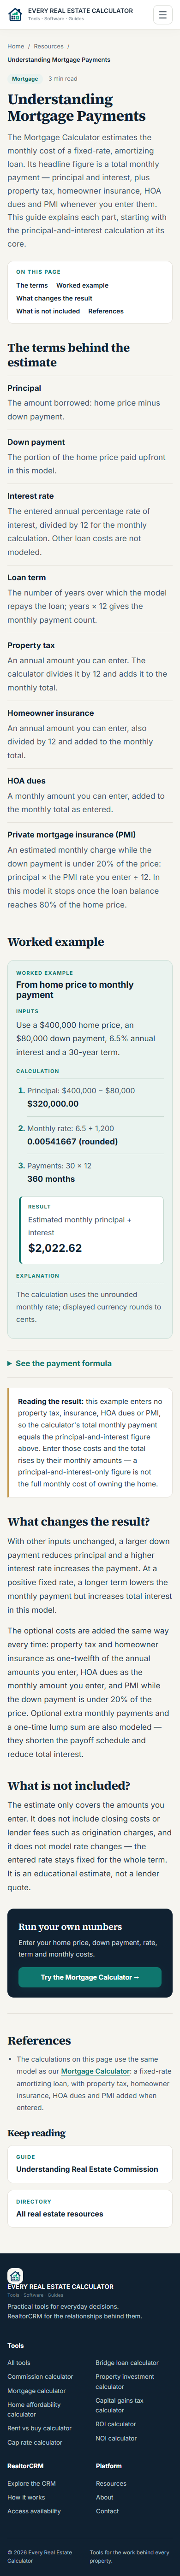 EVERY REAL ESTATE CALCULATOR
Tools · Software · Guides
Home / Resources /
Understanding Mortgage Payments
Mortgage 3 min read
Understanding
Mortgage Payments
The Mortgage Calculator estimates the
monthly cost of a fixed-rate, amortizing
loan. Its headline figure is a total monthly
payment — principal and interest, plus
property tax, homeowner insurance, HOA
dues and PMI whenever you enter them.
This guide explains each part, starting with
the principal-and-interest calculation at its
core.
ON THIS PAGE
The terms Worked example
What changes the result
What is not included References
The terms behind the
estimate
Principal
The amount borrowed: home price minus
down payment.
Down payment
The portion of the home price paid upfront
in this model.
Interest rate
The entered annual percentage rate of
interest, divided by 12 for the monthly
calculation. Other loan costs are not
modeled.
Loan term
The number of years over which the model
repays the loan; years × 12 gives the
monthly payment count.
Property tax
An annual amount you can enter. The
calculator divides it by 12 and adds it to the
monthly total.
Homeowner insurance
An annual amount you can enter, also
divided by 12 and added to the monthly
total.
HOA dues
A monthly amount you can enter, added to
the monthly total as entered.
Private mortgage insurance (PMI)
An estimated monthly charge while the
down payment is under 20% of the price:
principal × the PMI rate you enter ÷ 12. In
this model it stops once the loan balance
reaches 80% of the home price.
Worked example
WORKED EXAMPLE
From home price to monthly
payment
INPUTS
Use a $400,000 home price, an
$80,000 down payment, 6.5% annual
interest and a 30-year term.
CALCULATION
1. Principal: $400,000 − $80,000
$320,000.00
2. Monthly rate: 6.5 ÷ 1,200
0.00541667 (rounded)
3. Payments: 30 × 12
360 months
RESULT
Estimated monthly principal +
interest
$2,022.62
EXPLANATION
The calculation uses the unrounded
monthly rate; displayed currency rounds to
cents.
See the payment formula
Reading the result: this example enters no
property tax, insurance, HOA dues or PMI,
so the calculator's total monthly payment
equals the principal-and-interest figure
above. Enter those costs and the total
rises by their monthly amounts — a
principal-and-interest-only figure is not
the full monthly cost of owning the home.
What changes the result?
With other inputs unchanged, a larger down
payment reduces principal and a higher
interest rate increases the payment. At a
positive fixed rate, a longer term lowers the
monthly payment but increases total interest
in this model.
The optional costs are added the same way
every time: property tax and homeowner
insurance as one-twelfth of the annual
amounts you enter, HOA dues as the
monthly amount you enter, and PMI while
the down payment is under 20% of the
price. Optional extra monthly payments and
a one-time lump sum are also modeled —
they shorten the payoff schedule and
reduce total interest.
What is not included?
The estimate only covers the amounts you
enter. It does not include closing costs or
lender fees such as origination charges, and
it does not model rate changes — the
entered rate stays fixed for the whole term.
It is an educational estimate, not a lender
quote.
Run your own numbers
Enter your home price, down payment, rate,
term and monthly costs.
Try the Mortgage Calculator →
References
• The calculations on this page use the same
model as our Mortgage Calculator: a fixed-rate
amortizing loan, with property tax, homeowner
insurance, HOA dues and PMI added when
entered.
Keep reading
GUIDE
Understanding Real Estate Commission
DIRECTORY
All real estate resources
EVERY REAL ESTATE CALCULATOR
Tools · Software · Guides
Practical tools for everyday decisions.
RealtorCRM for the relationships behind them.
Tools
All tools
Commission calculator
Mortgage calculator
Home affordability
calculator
Rent vs buy calculator
Cap rate calculator
Bridge loan calculator
Property investment
calculator
Capital gains tax
calculator
ROI calculator
NOI calculator
RealtorCRM
Explore the CRM
How it works
Access availability
Platform
Resources
About
Contact
© 2026 Every Real Estate
Calculator
Tools for the work behind every
property.